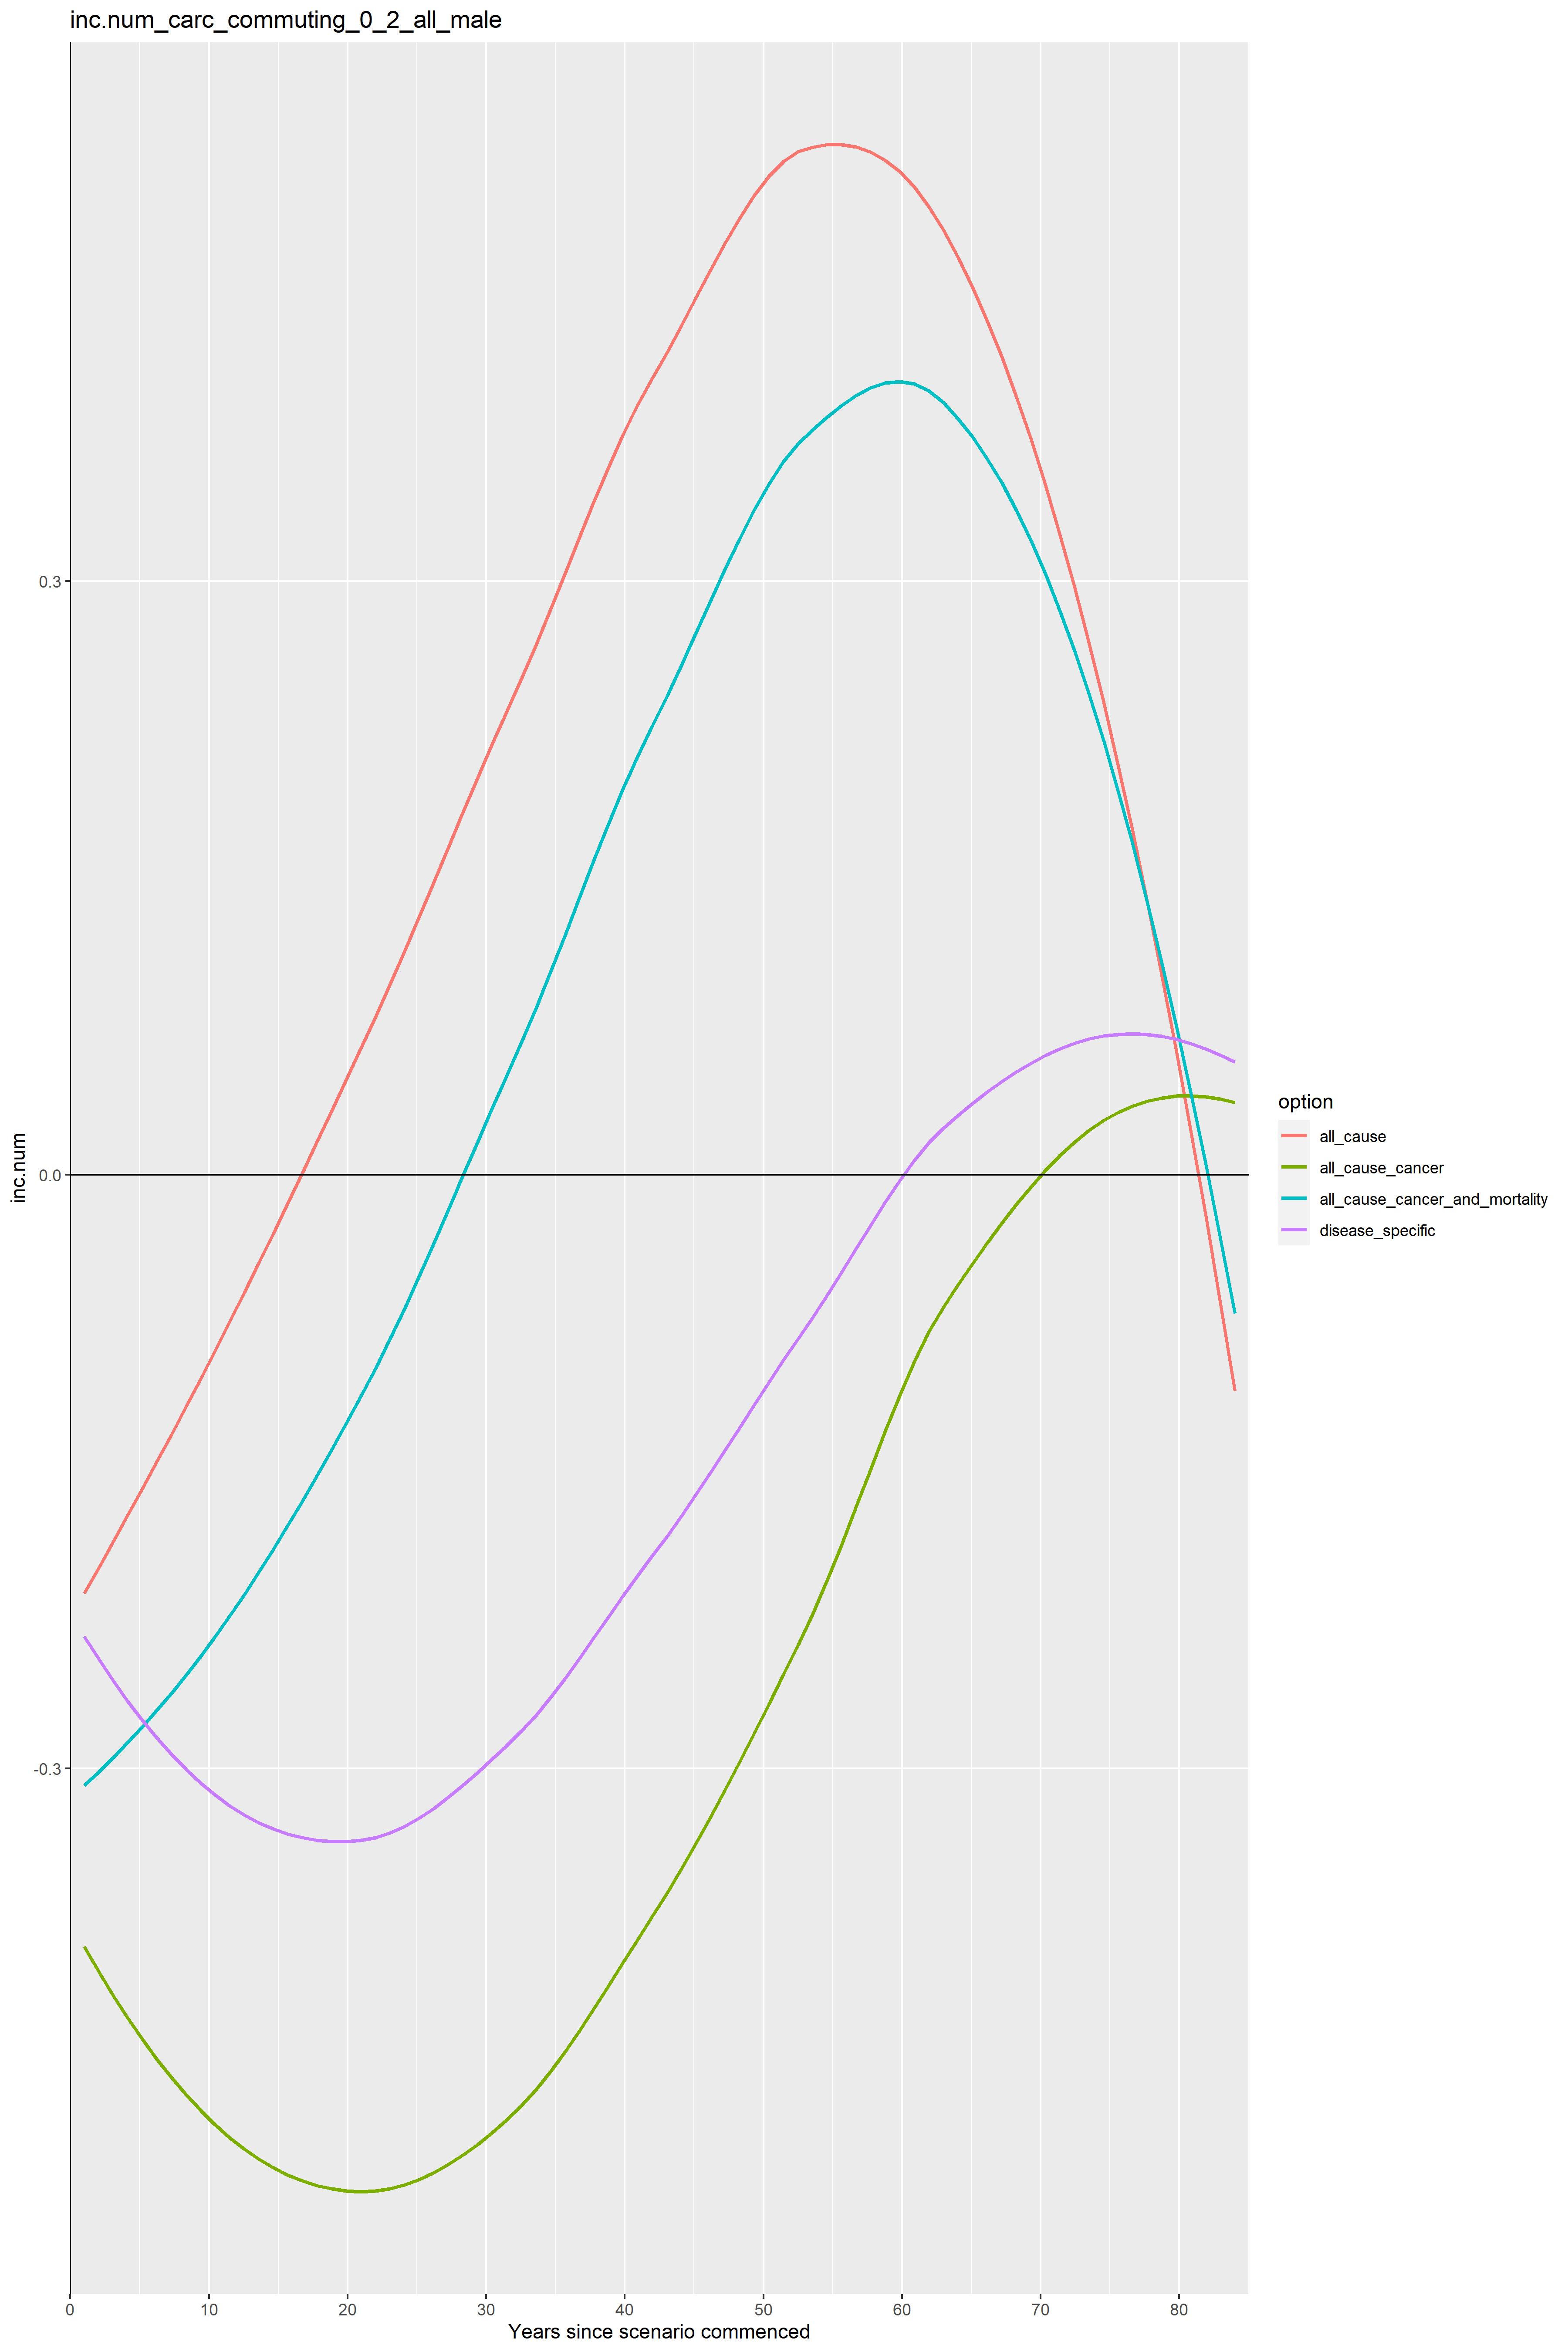 inc.num_carc_commuting_0_2_all_male
inc.num
0.3
0.0
-0.3
0 10 20 30 40 50 60 70 80
Years since scenario commenced
option
all_cause
all_cause_cancer
all_cause_cancer_and_mortality
disease_specific